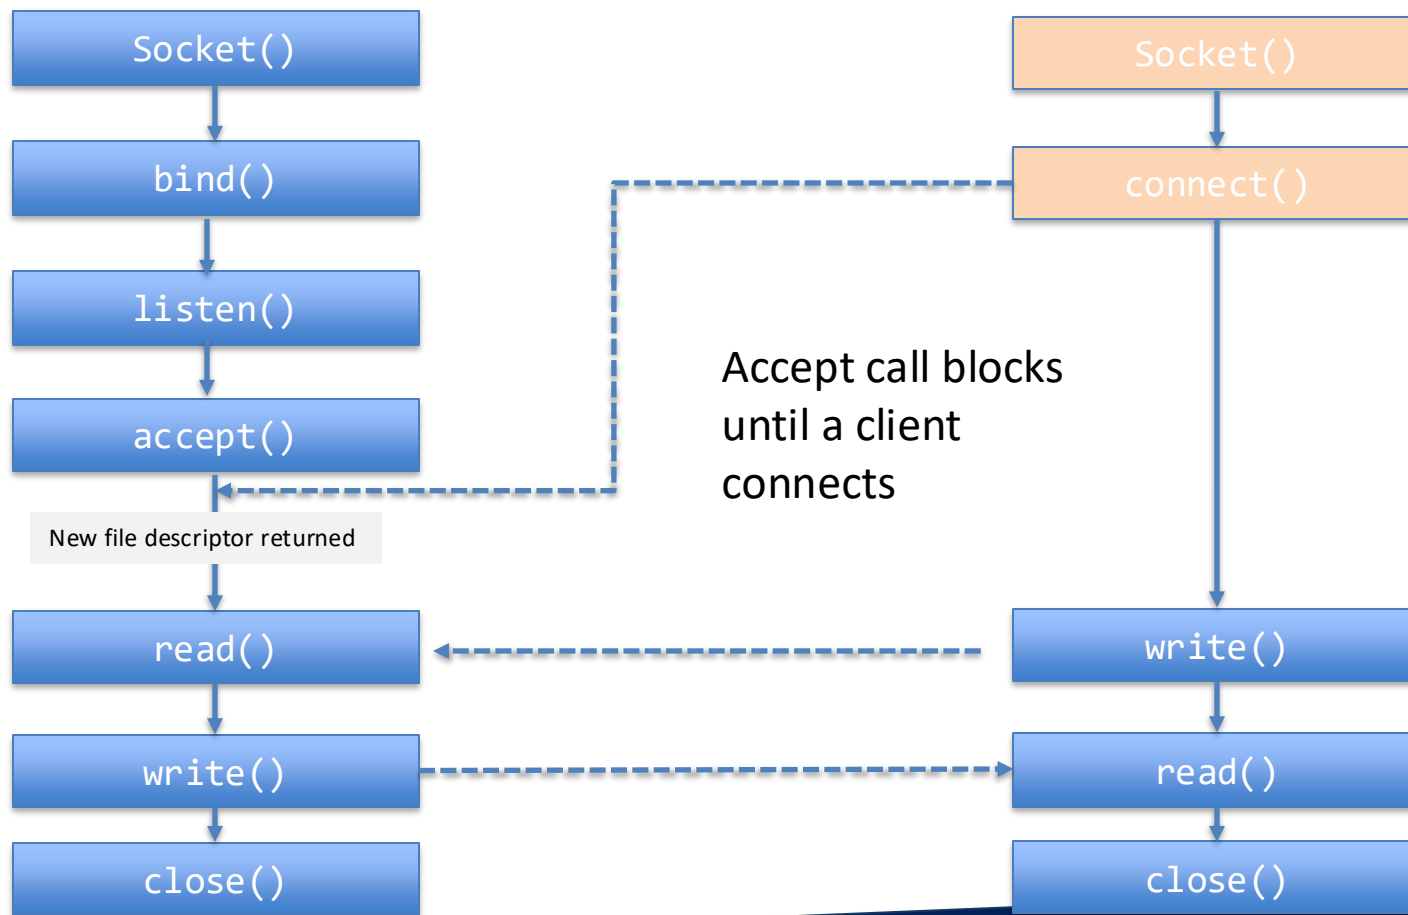 Socket()
bind()
listen()
accept()
New file descriptor returned
read()
write()
close()
Accept call blocks
until a client
connects
Socket()
connect()
write()
read()
close()